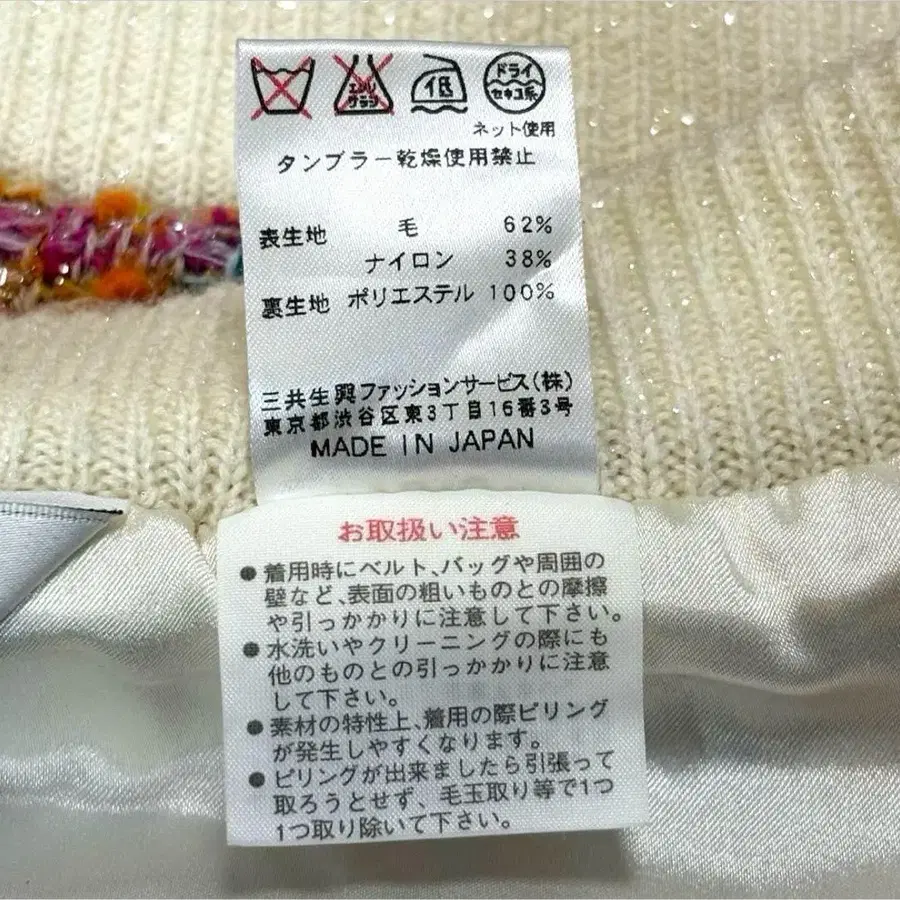 エンソ
サラシ
低
ドライ
セキユ系
ネット使用
タンブラー乾燥使用禁止
表生地 毛 62%
ナイロン 38%
裏生地 ポリエステル 100%
三共生興ファッションサービス(株)
東京都渋谷区東3丁目16番3号
MADE IN JAPAN
お取扱い注意
● 着用時にベルト、バッグや周囲の
壁など、表面の粗いものとの摩擦
や引っかかりに注意して下さい。
● 水洗いやクリーニングの際にも
他のものとの引っかかりに注意
して下さい。
● 素材の特性上、着用の際ピリング
が発生しやすくなります。
● ピリングが出来ましたら引張って
取ろうとせず、毛玉取り等で1つ
1つ取り除いて下さい。